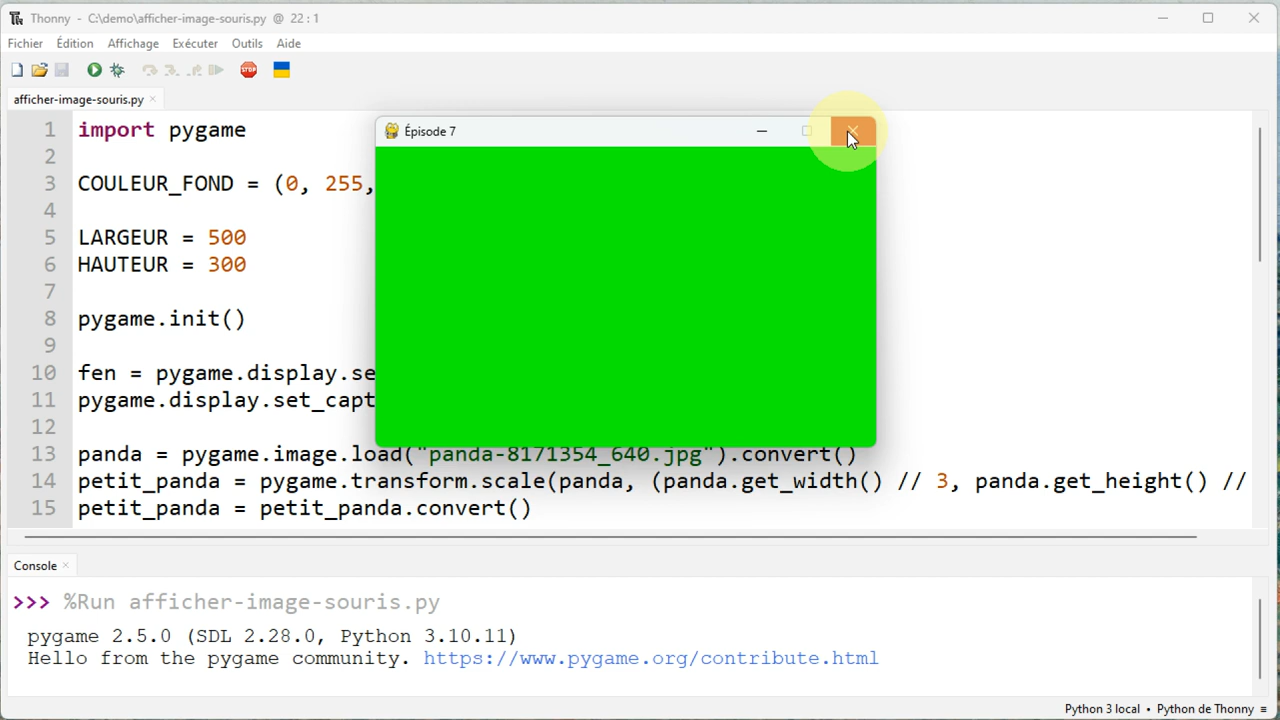 Thonny - C:\demo\afficher-image-souris.py @ 22 : 1
Fichier Édition Affichage Exécuter Outils Aide
STOP
afficher-image-souris.py ×
Épisode 7
1 import pygame
2
3 COULEUR_FOND = (0, 255,
4
5 LARGEUR = 500
6 HAUTEUR = 300
7
8 pygame.init()
9
10 fen = pygame.display.se
11 pygame.display.set_capt
12
13 panda = pygame.image.load("panda-8171354_640.jpg").convert()
14 petit_panda = pygame.transform.scale(panda, (panda.get_width() // 3, panda.get_height() //
15 petit_panda = petit_panda.convert()
Console ×
>>> %Run afficher-image-souris.py
pygame 2.5.0 (SDL 2.28.0, Python 3.10.11)
Hello from the pygame community. https://www.pygame.org/contribute.html
Python 3 local • Python de Thonny ≡